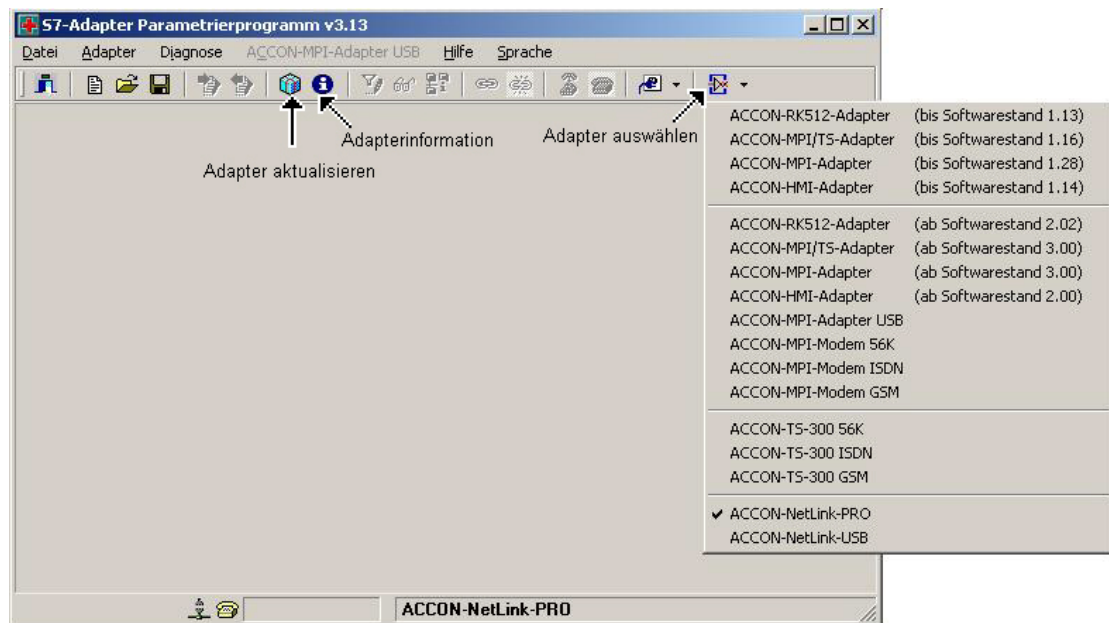 S7-Adapter Parametrierprogramm v3.13
Datei Adapter Diagnose ACCON-MPI-Adapter USB Hilfe Sprache
Adapterinformation
Adapter auswählen
Adapter aktualisieren
ACCON-RK512-Adapter (bis Softwarestand 1.13)
ACCON-MPI/TS-Adapter (bis Softwarestand 1.16)
ACCON-MPI-Adapter (bis Softwarestand 1.28)
ACCON-HMI-Adapter (bis Softwarestand 1.14)
ACCON-RK512-Adapter (ab Softwarestand 2.02)
ACCON-MPI/TS-Adapter (ab Softwarestand 3.00)
ACCON-MPI-Adapter (ab Softwarestand 3.00)
ACCON-HMI-Adapter (ab Softwarestand 2.00)
ACCON-MPI-Adapter USB
ACCON-MPI-Modem 56K
ACCON-MPI-Modem ISDN
ACCON-MPI-Modem GSM
ACCON-TS-300 56K
ACCON-TS-300 ISDN
ACCON-TS-300 GSM
ACCON-NetLink-PRO
ACCON-NetLink-USB
ACCON-NetLink-PRO